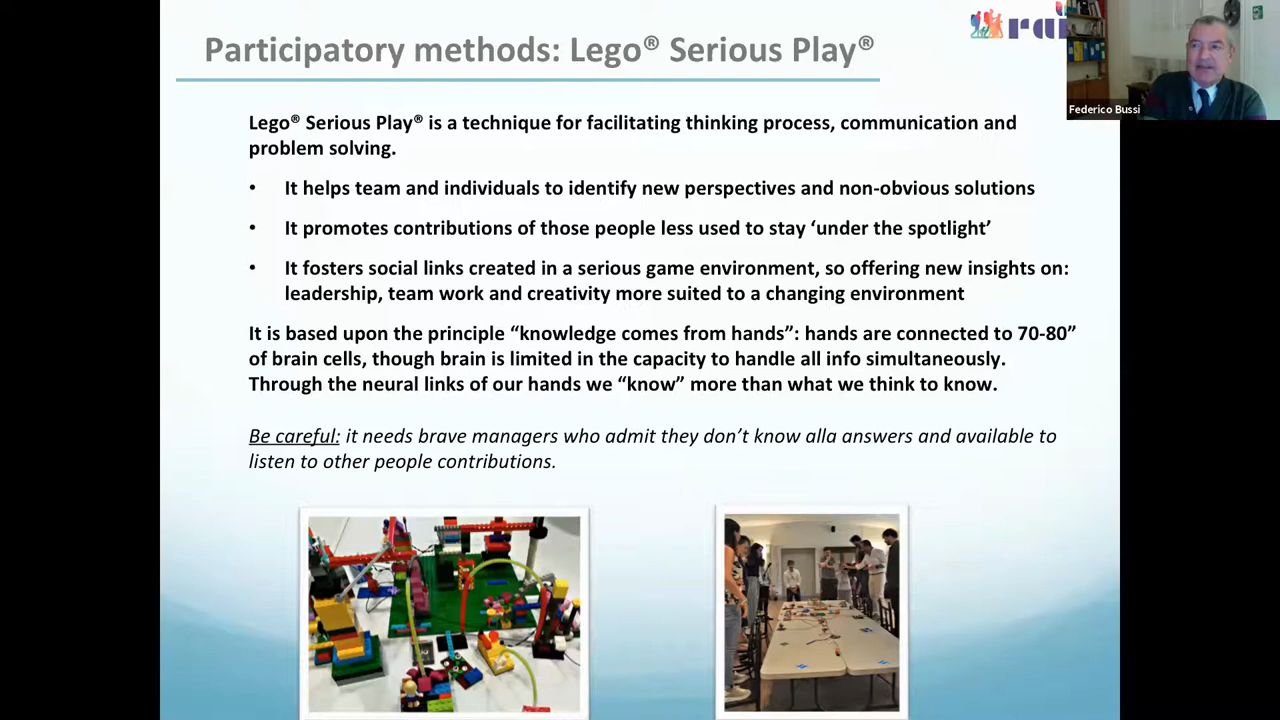 Participatory methods: Lego® Serious Play®
rai
Federico Bussi
Lego® Serious Play® is a technique for facilitating thinking process, communication and
problem solving.
• It helps team and individuals to identify new perspectives and non-obvious solutions
• It promotes contributions of those people less used to stay ‘under the spotlight’
• It fosters social links created in a serious game environment, so offering new insights on:
leadership, team work and creativity more suited to a changing environment
It is based upon the principle “knowledge comes from hands”: hands are connected to 70-80”
of brain cells, though brain is limited in the capacity to handle all info simultaneously.
Through the neural links of our hands we “know” more than what we think to know.
Be careful: it needs brave managers who admit they don’t know alla answers and available to
listen to other people contributions.